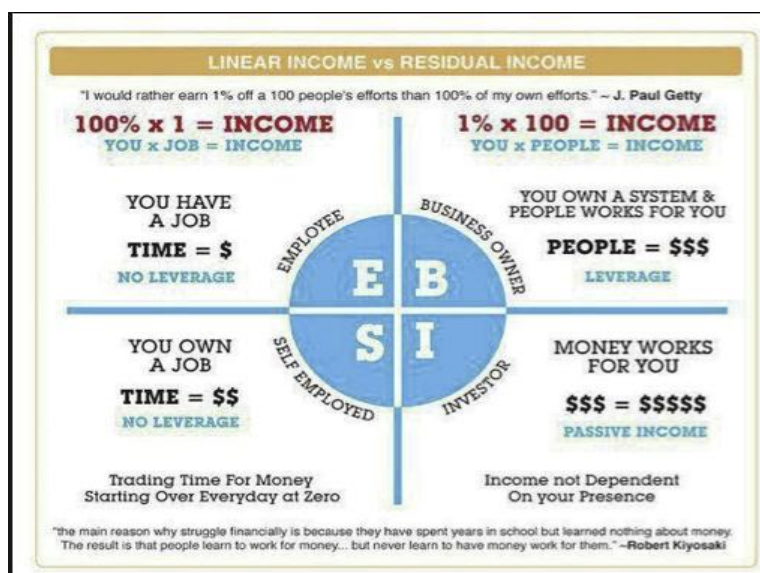 LINEAR INCOME vs RESIDUAL INCOME
"I would rather earn 1% off a 100 people's efforts than 100% of my own efforts." ~ J. Paul Getty
100% x 1 = INCOME
YOU x JOB = INCOME
1% x 100 = INCOME
YOU x PEOPLE = INCOME
YOU HAVE
A JOB
TIME = $
NO LEVERAGE
EMPLOYEE
BUSINESS OWNER
YOU OWN A SYSTEM &
PEOPLE WORKS FOR YOU
PEOPLE = $$$
LEVERAGE
E B
S I
YOU OWN
A JOB
TIME = $$
NO LEVERAGE
SELF EMPLOYED
INVESTOR
MONEY WORKS
FOR YOU
$$$ = $$$$$
PASSIVE INCOME
Trading Time For Money
Starting Over Everyday at Zero
Income not Dependent
On your Presence
"the main reason why struggle financially is because they have spent years in school but learned nothing about money.
The result is that people learn to work for money... but never learn to have money work for them." ~Robert Kiyosaki